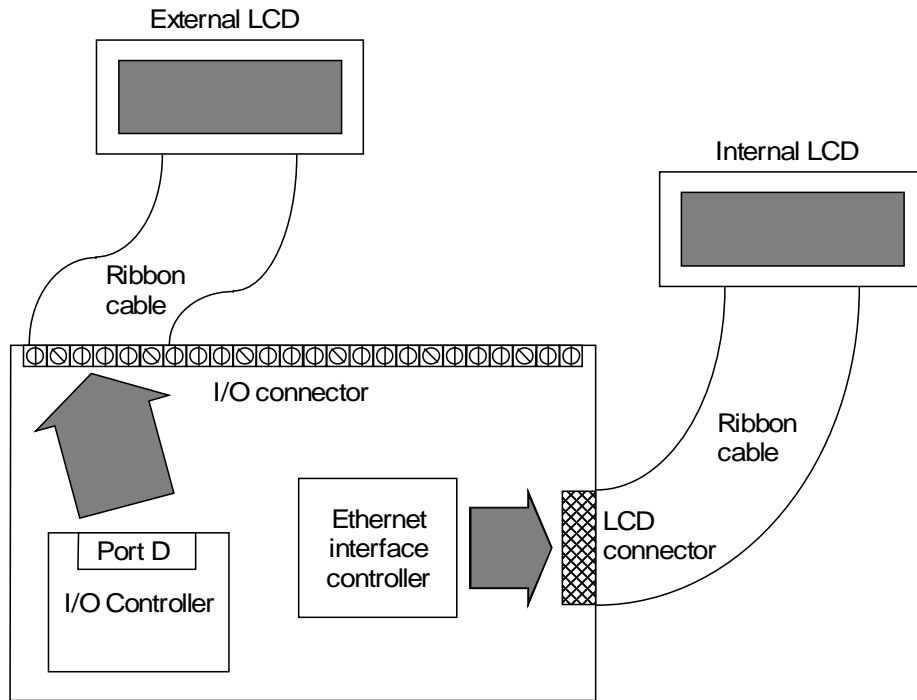 External LCD
Internal LCD
Ribbon
cable
I/O connector
Ribbon
cable
Ethernet
interface
controller
LCD
connector
Port D
I/O Controller